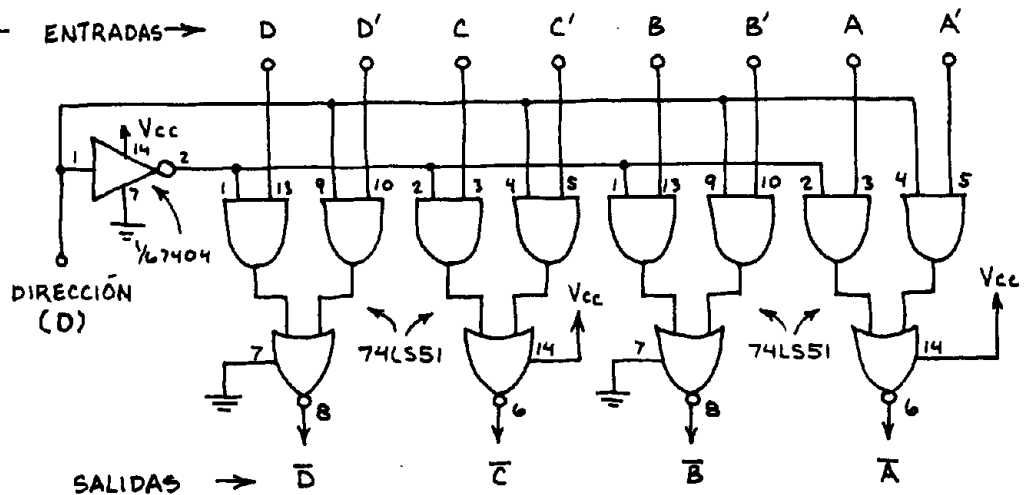 ENTRADAS → D D' C C' B B' A A'
Vcc
1 14 2
7
1 13 9 10 2 3 4 5 1 13 9 10 2 3 4 5
1/6 7404
DIRECCIÓN
(D)
Vcc Vcc
7 74LS51 14 7 74LS51 14
8 6 8 6
D̅ C̅ B̅ A̅
SALIDAS →